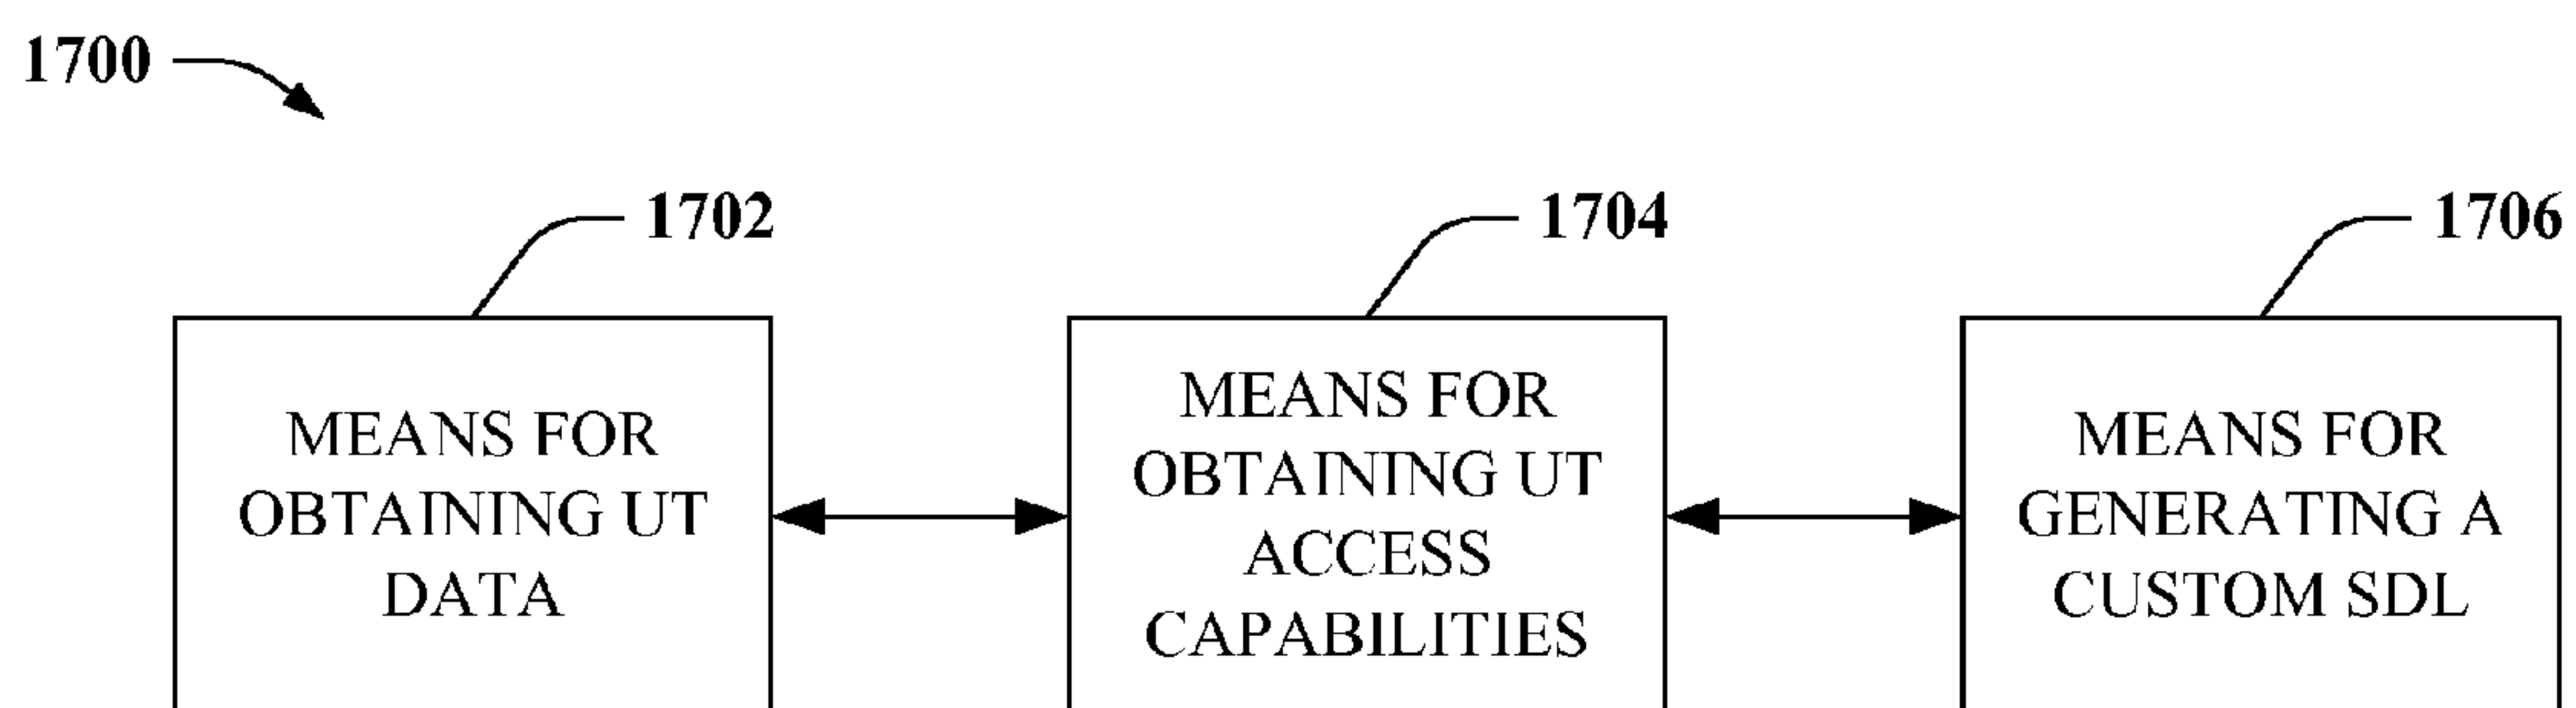 1700
1702
1704
1706
MEANS FOR
OBTAINING UT
DATA
MEANS FOR
OBTAINING UT
ACCESS
CAPABILITIES
MEANS FOR
GENERATING A
CUSTOM SDL